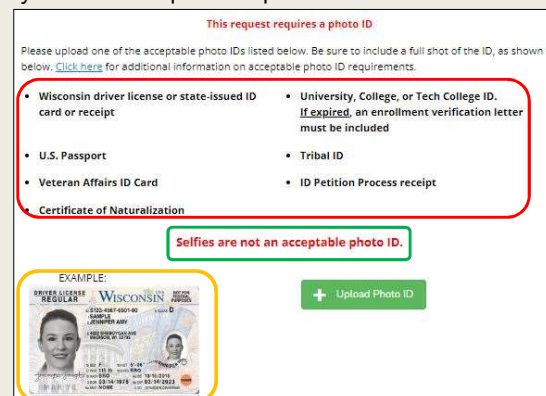 This request requires a photo ID
Please upload one of the acceptable photo IDs listed below. Be sure to include a full shot of the ID, as shown
below. Click here for additional information on acceptable photo ID requirements.
• Wisconsin driver license or state-issued ID
card or receipt
• U.S. Passport
• Veteran Affairs ID Card
• Certificate of Naturalization
• University, College, or Tech College ID.
If expired, an enrollment verification letter
must be included
• Tribal ID
• ID Petition Process receipt
Selfies are not an acceptable photo ID.
EXAMPLE:
DRIVER LICENSE
REGULAR
WISCONSIN
SAMPLE
JENNIFER AMY
+ Upload Photo ID